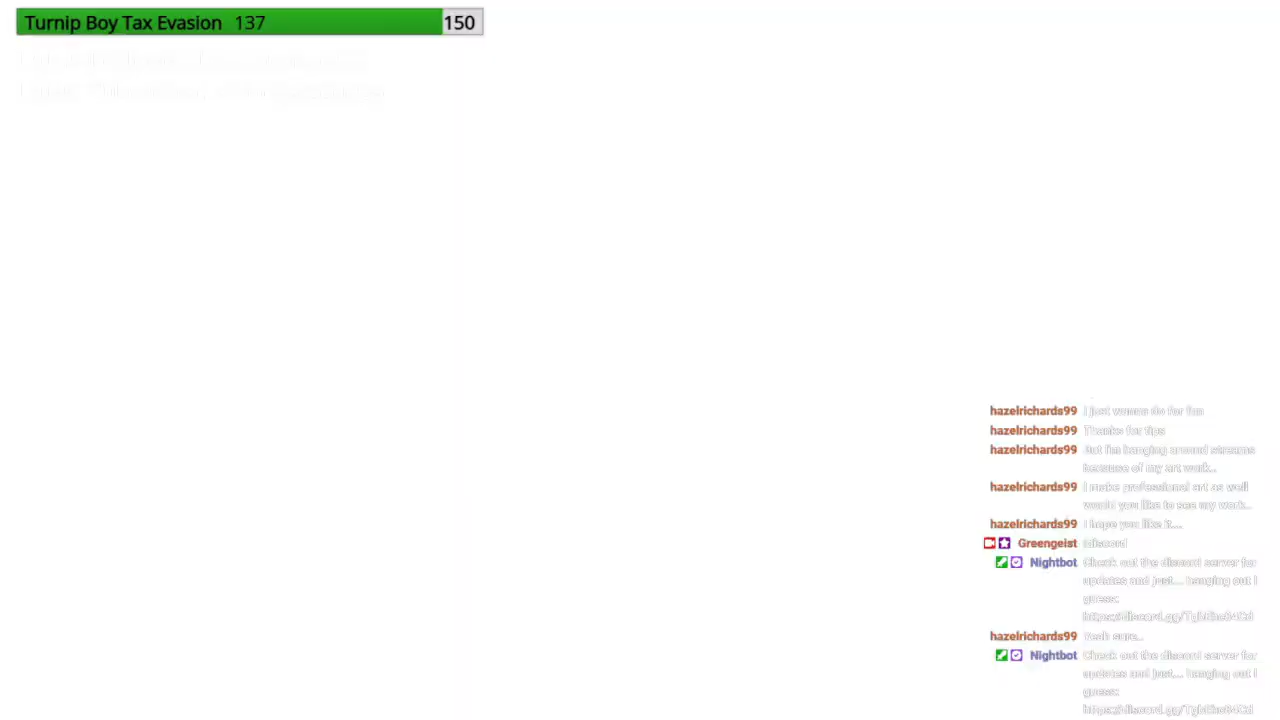 Turnip Boy Tax Evasion 137 150
hazelrichards99 I just wanna do for fun
hazelrichards99 Thanks for tips
hazelrichards99 But I'm hanging around streams
because of my art work..
hazelrichards99 I make professional art as well
would you like to see my work..
hazelrichards99 I hope you like it....
Greengeist !discord
Nightbot Check out the discord server for
updates and just.... hanging out I
guess:
hazelrichards99 Yeah sure..
Nightbot Check out the discord server for
updates and just.... hanging out I
guess: